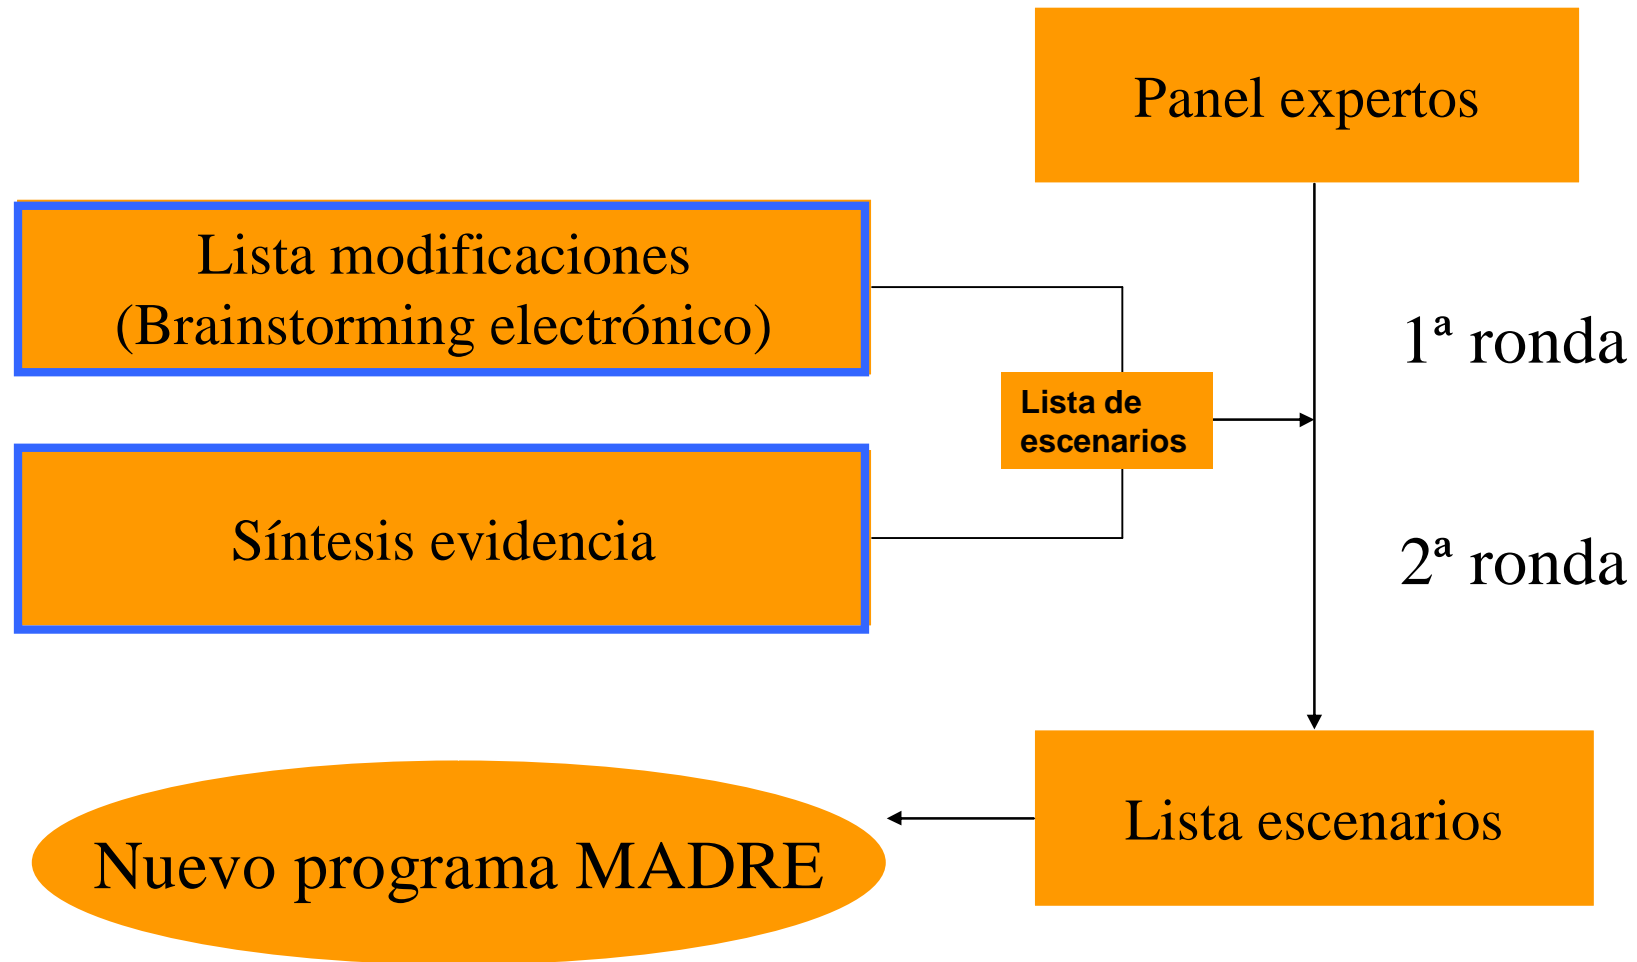 Panel expertos
Lista modificaciones
(Brainstorming electrónico)
1ª ronda
Lista de
escenarios
Síntesis evidencia
2ª ronda
Lista escenarios
Nuevo programa MADRE